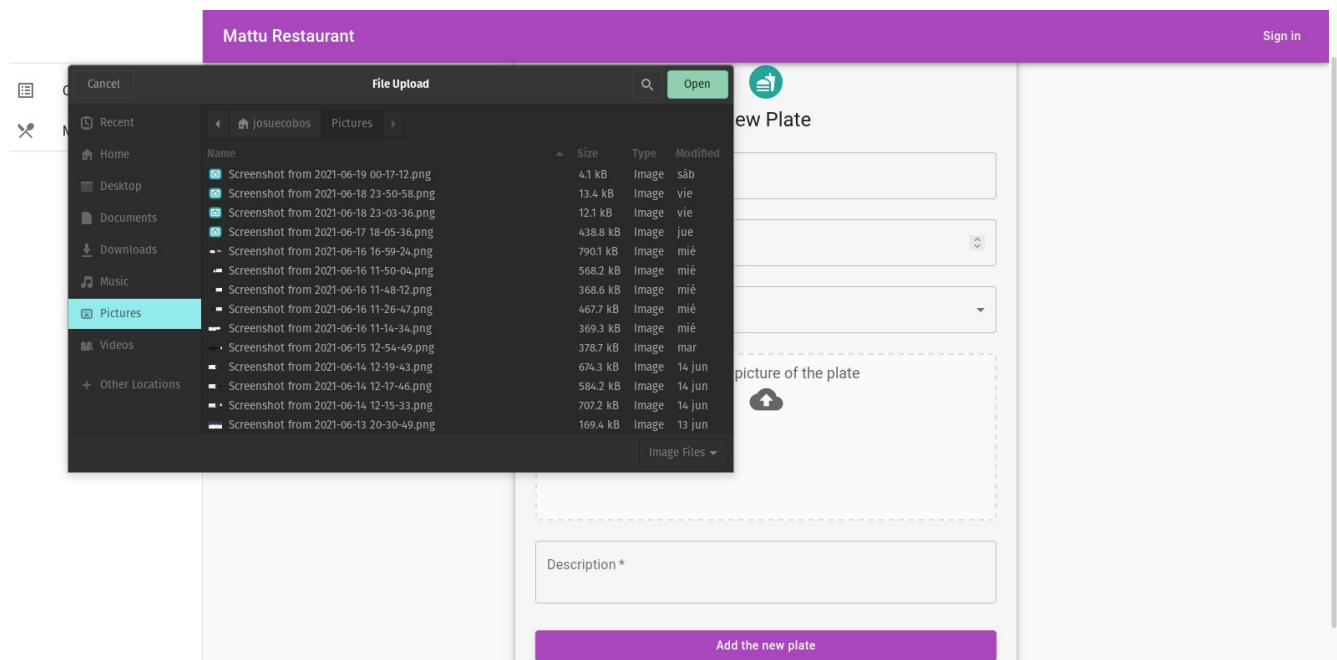 Mattu Restaurant
Sign in
Cancel
File Upload
Open
Recent
Home
Desktop
Documents
Downloads
Music
Pictures
Videos
+ Other Locations
josuecobos Pictures
Name Size Type Modified
Screenshot from 2021-06-19 00-17-12.png 4.1 kB Image sáb
Screenshot from 2021-06-18 23-50-58.png 13.4 kB Image vie
Screenshot from 2021-06-18 23-03-36.png 12.1 kB Image vie
Screenshot from 2021-06-17 18-05-36.png 438.8 kB Image jue
Screenshot from 2021-06-16 16-59-24.png 790.1 kB Image mié
Screenshot from 2021-06-16 11-50-04.png 568.2 kB Image mié
Screenshot from 2021-06-16 11-48-12.png 368.6 kB Image mié
Screenshot from 2021-06-16 11-26-47.png 467.7 kB Image mié
Screenshot from 2021-06-16 11-14-34.png 369.3 kB Image mié
Screenshot from 2021-06-15 12-54-49.png 378.7 kB Image mar
Screenshot from 2021-06-14 12-19-43.png 674.3 kB Image 14 jun
Screenshot from 2021-06-14 12-17-46.png 584.2 kB Image 14 jun
Screenshot from 2021-06-14 12-15-33.png 707.2 kB Image 14 jun
Screenshot from 2021-06-13 20-30-49.png 169.4 kB Image 13 jun
Image Files
ew Plate
picture of the plate
Description *
Add the new plate